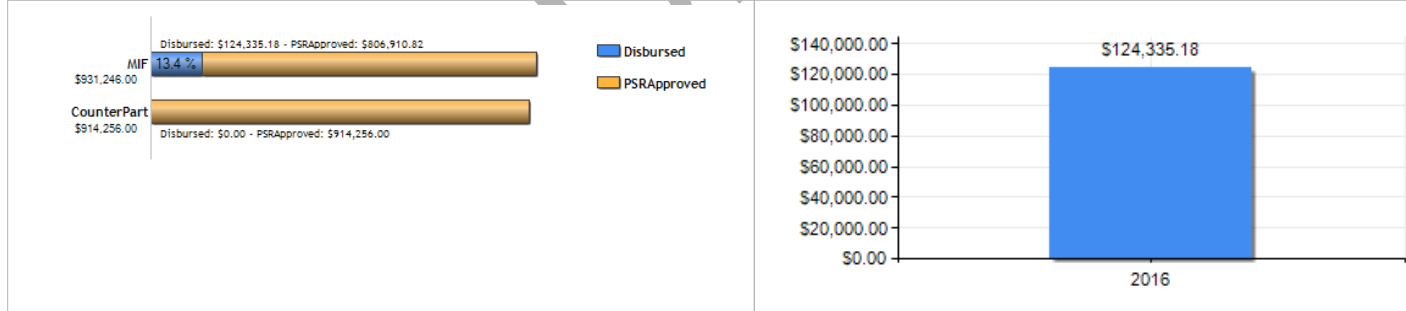 Disbursed: $124,335.18 - PSRApproved: $806,910.82
MIF
13.4 %
$931,246.00
CounterPart
$914,256.00
Disbursed: $0.00 - PSRApproved: $914,256.00
Disbursed
PSRApproved
$140,000.00
$120,000.00
$100,000.00
$80,000.00
$60,000.00
$40,000.00
$20,000.00
$0.00
$124,335.18
2016